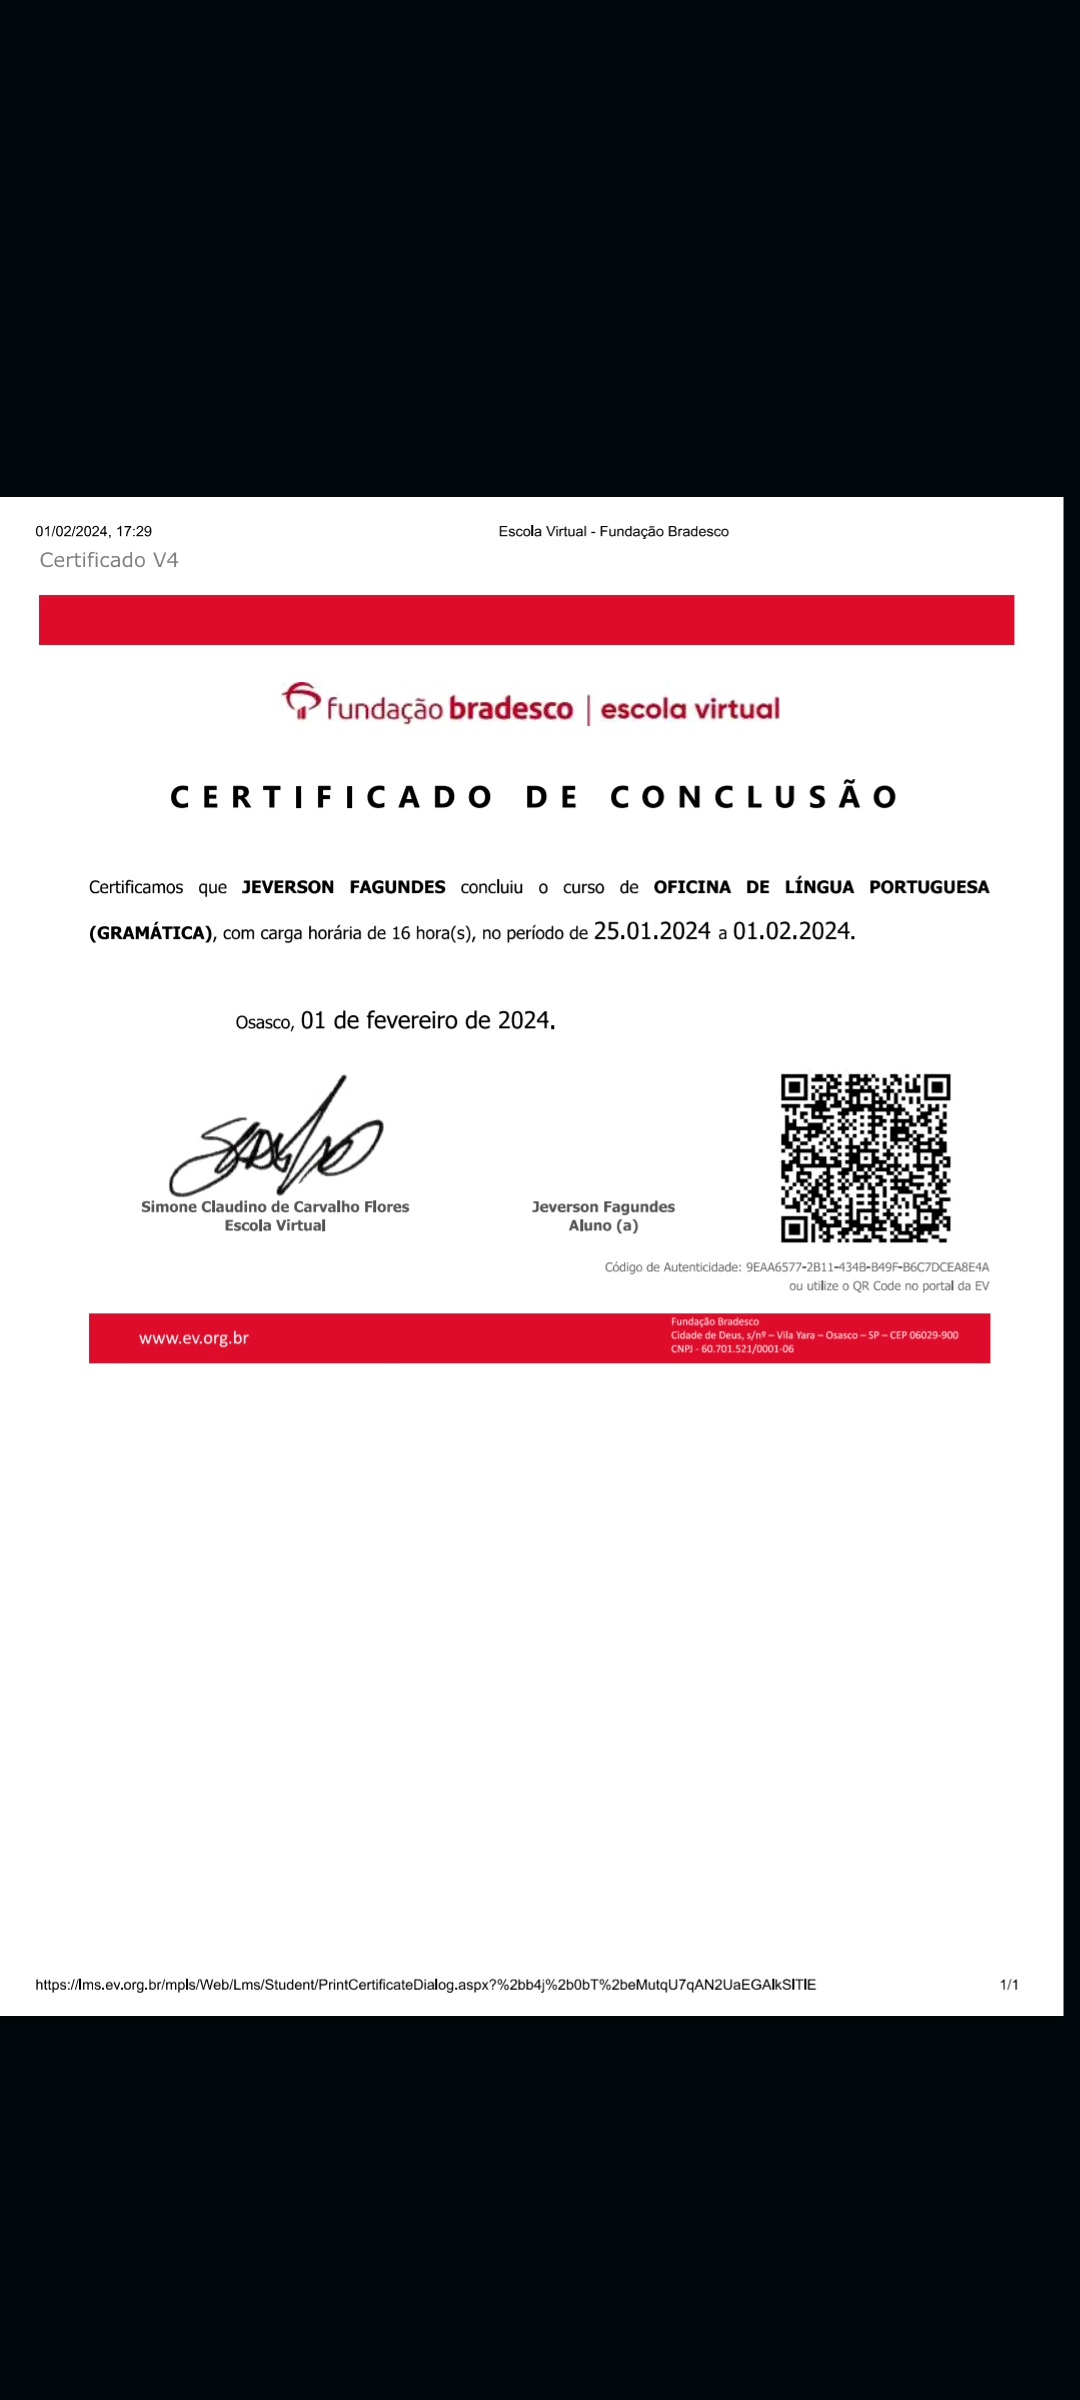 01/02/2024, 17:29 Escola Virtual - Fundação Bradesco
Certificado V4
fundação bradesco | escola virtual
CERTIFICADO DE CONCLUSÃO
Certificamos que JEVERSON FAGUNDES concluiu o curso de OFICINA DE LÍNGUA PORTUGUESA
(GRAMÁTICA), com carga horária de 16 hora(s), no período de 25.01.2024 a 01.02.2024.
Osasco, 01 de fevereiro de 2024.
Simone Claudino de Carvalho Flores
Escola Virtual
Jeverson Fagundes
Aluno (a)
Código de Autenticidade: 9EAA6577-2B11-434B-B49F-B6C7DCEA8E4A
ou utilize o QR Code no portal da EV
www.ev.org.br
Fundação Bradesco
Cidade de Deus, s/nº – Vila Yara – Osasco – SP – CEP 06029-900
CNPJ - 60.701.521/0001-06
https://lms.ev.org.br/mpls/Web/Lms/Student/PrintCertificateDialog.aspx?%2bb4j%2b0bT%2beMutqU7qAN2UaEGAlkSITlE 1/1